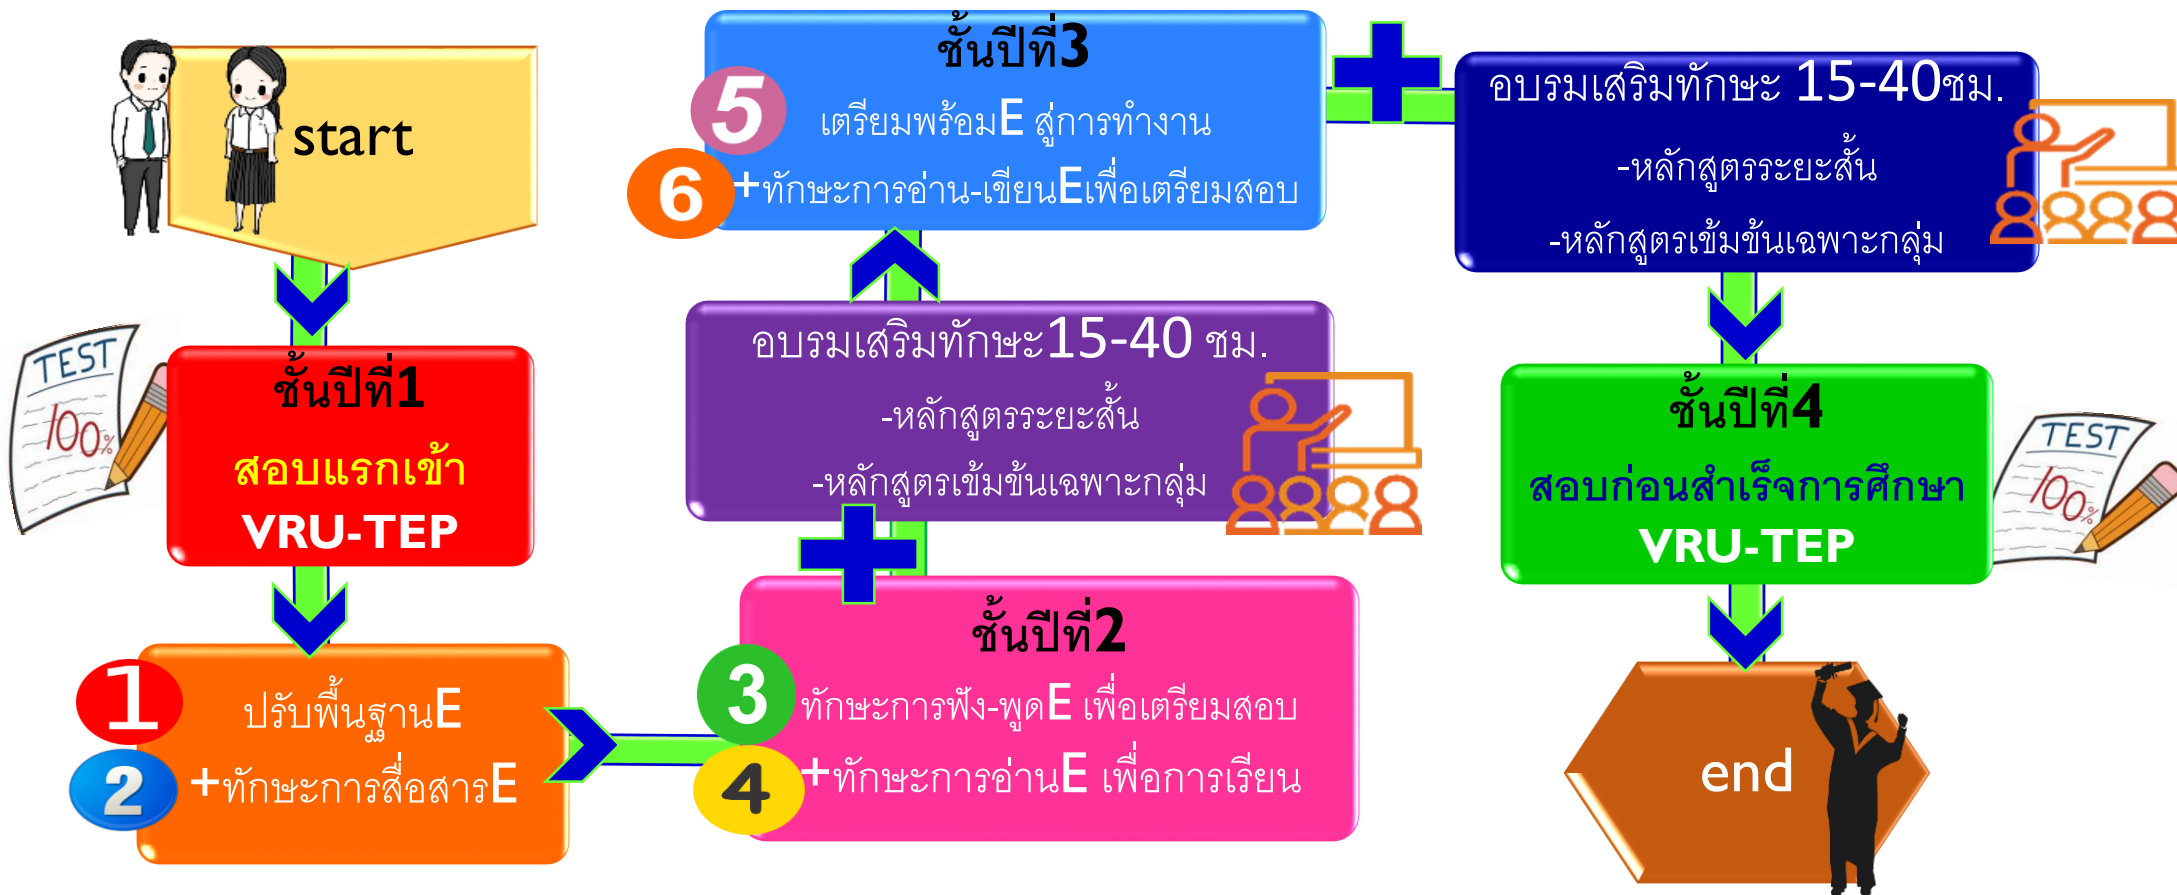 start
TEST
100%
ชั้นปีที่1
สอบแรกเข้า
VRU-TEP
1
ปรับพื้นฐานE
2
+ทักษะการสื่อสารE
ชั้นปีที่2
3
ทักษะการฟัง-พูดE เพื่อเตรียมสอบ
4
+ทักษะการอ่านE เพื่อการเรียน
อบรมเสริมทักษะ15-40 ชม.
-หลักสูตรระยะสั้น
-หลักสูตรเข้มข้นเฉพาะกลุ่ม
ชั้นปีที่3
5
เตรียมพร้อมE สู่การทำงาน
6
+ทักษะการอ่าน-เขียนEเพื่อเตรียมสอบ
อบรมเสริมทักษะ 15-40ชม.
-หลักสูตรระยะสั้น
-หลักสูตรเข้มข้นเฉพาะกลุ่ม
ชั้นปีที่4
สอบก่อนสำเร็จการศึกษา
VRU-TEP
TEST
100%
end